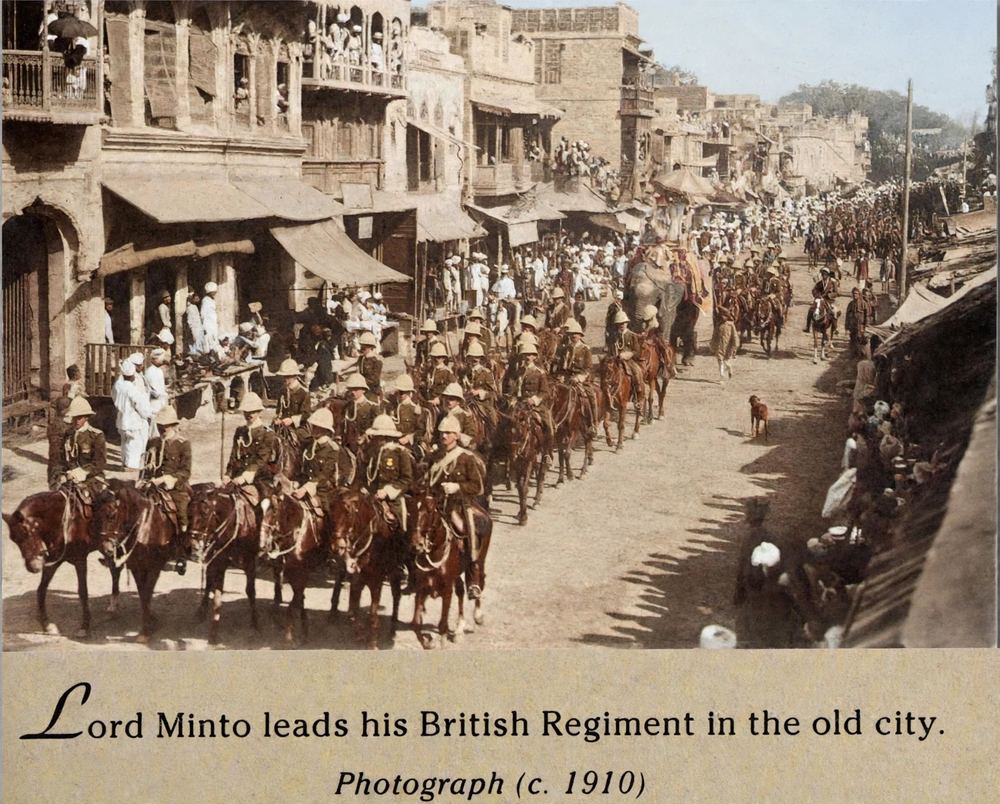 Lord Minto leads his British Regiment in the old city.
Photograph (c. 1910)